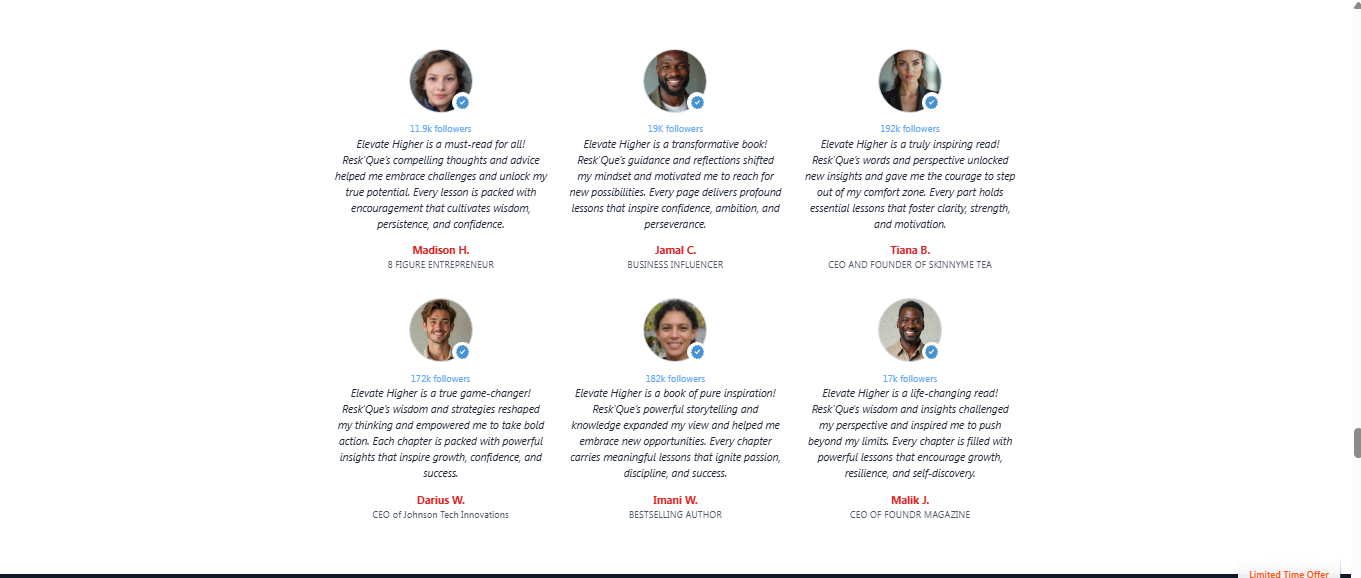 11.9k followers
Elevate Higher is a must-read for all!
Resk'Que's compelling thoughts and advice
helped me embrace challenges and unlock my
true potential. Every lesson is packed with
encouragement that cultivates wisdom,
persistence, and confidence.
Madison H.
8 FIGURE ENTREPRENEUR
19K followers
Elevate Higher is a transformative book!
Resk'Que's guidance and reflections shifted
my mindset and motivated me to reach for
new possibilities. Every page delivers profound
lessons that inspire confidence, ambition, and
perseverance.
Jamal C.
BUSINESS INFLUENCER
192k followers
Elevate Higher is a truly inspiring read!
Resk'Que's words and perspective unlocked
new insights and gave me the courage to step
out of my comfort zone. Every part holds
essential lessons that foster clarity, strength,
and motivation.
Tiana B.
CEO AND FOUNDER OF SKINNYME TEA
172k followers
Elevate Higher is a true game-changer!
Resk'Que's wisdom and strategies reshaped
my thinking and empowered me to take bold
action. Each chapter is packed with powerful
insights that inspire growth, confidence, and
success.
Darius W.
CEO of Johnson Tech Innovations
182k followers
Elevate Higher is a book of pure inspiration!
Resk'Que's powerful storytelling and
knowledge expanded my view and helped me
embrace new opportunities. Every chapter
carries meaningful lessons that ignite passion,
discipline, and success.
Imani W.
BESTSELLING AUTHOR
17k followers
Elevate Higher is a life-changing read!
Resk'Que's wisdom and insights challenged
my perspective and inspired me to push
beyond my limits. Every chapter is filled with
powerful lessons that encourage growth,
resilience, and self-discovery.
Malik J.
CEO OF FOUNDR MAGAZINE
Limited Time Offer